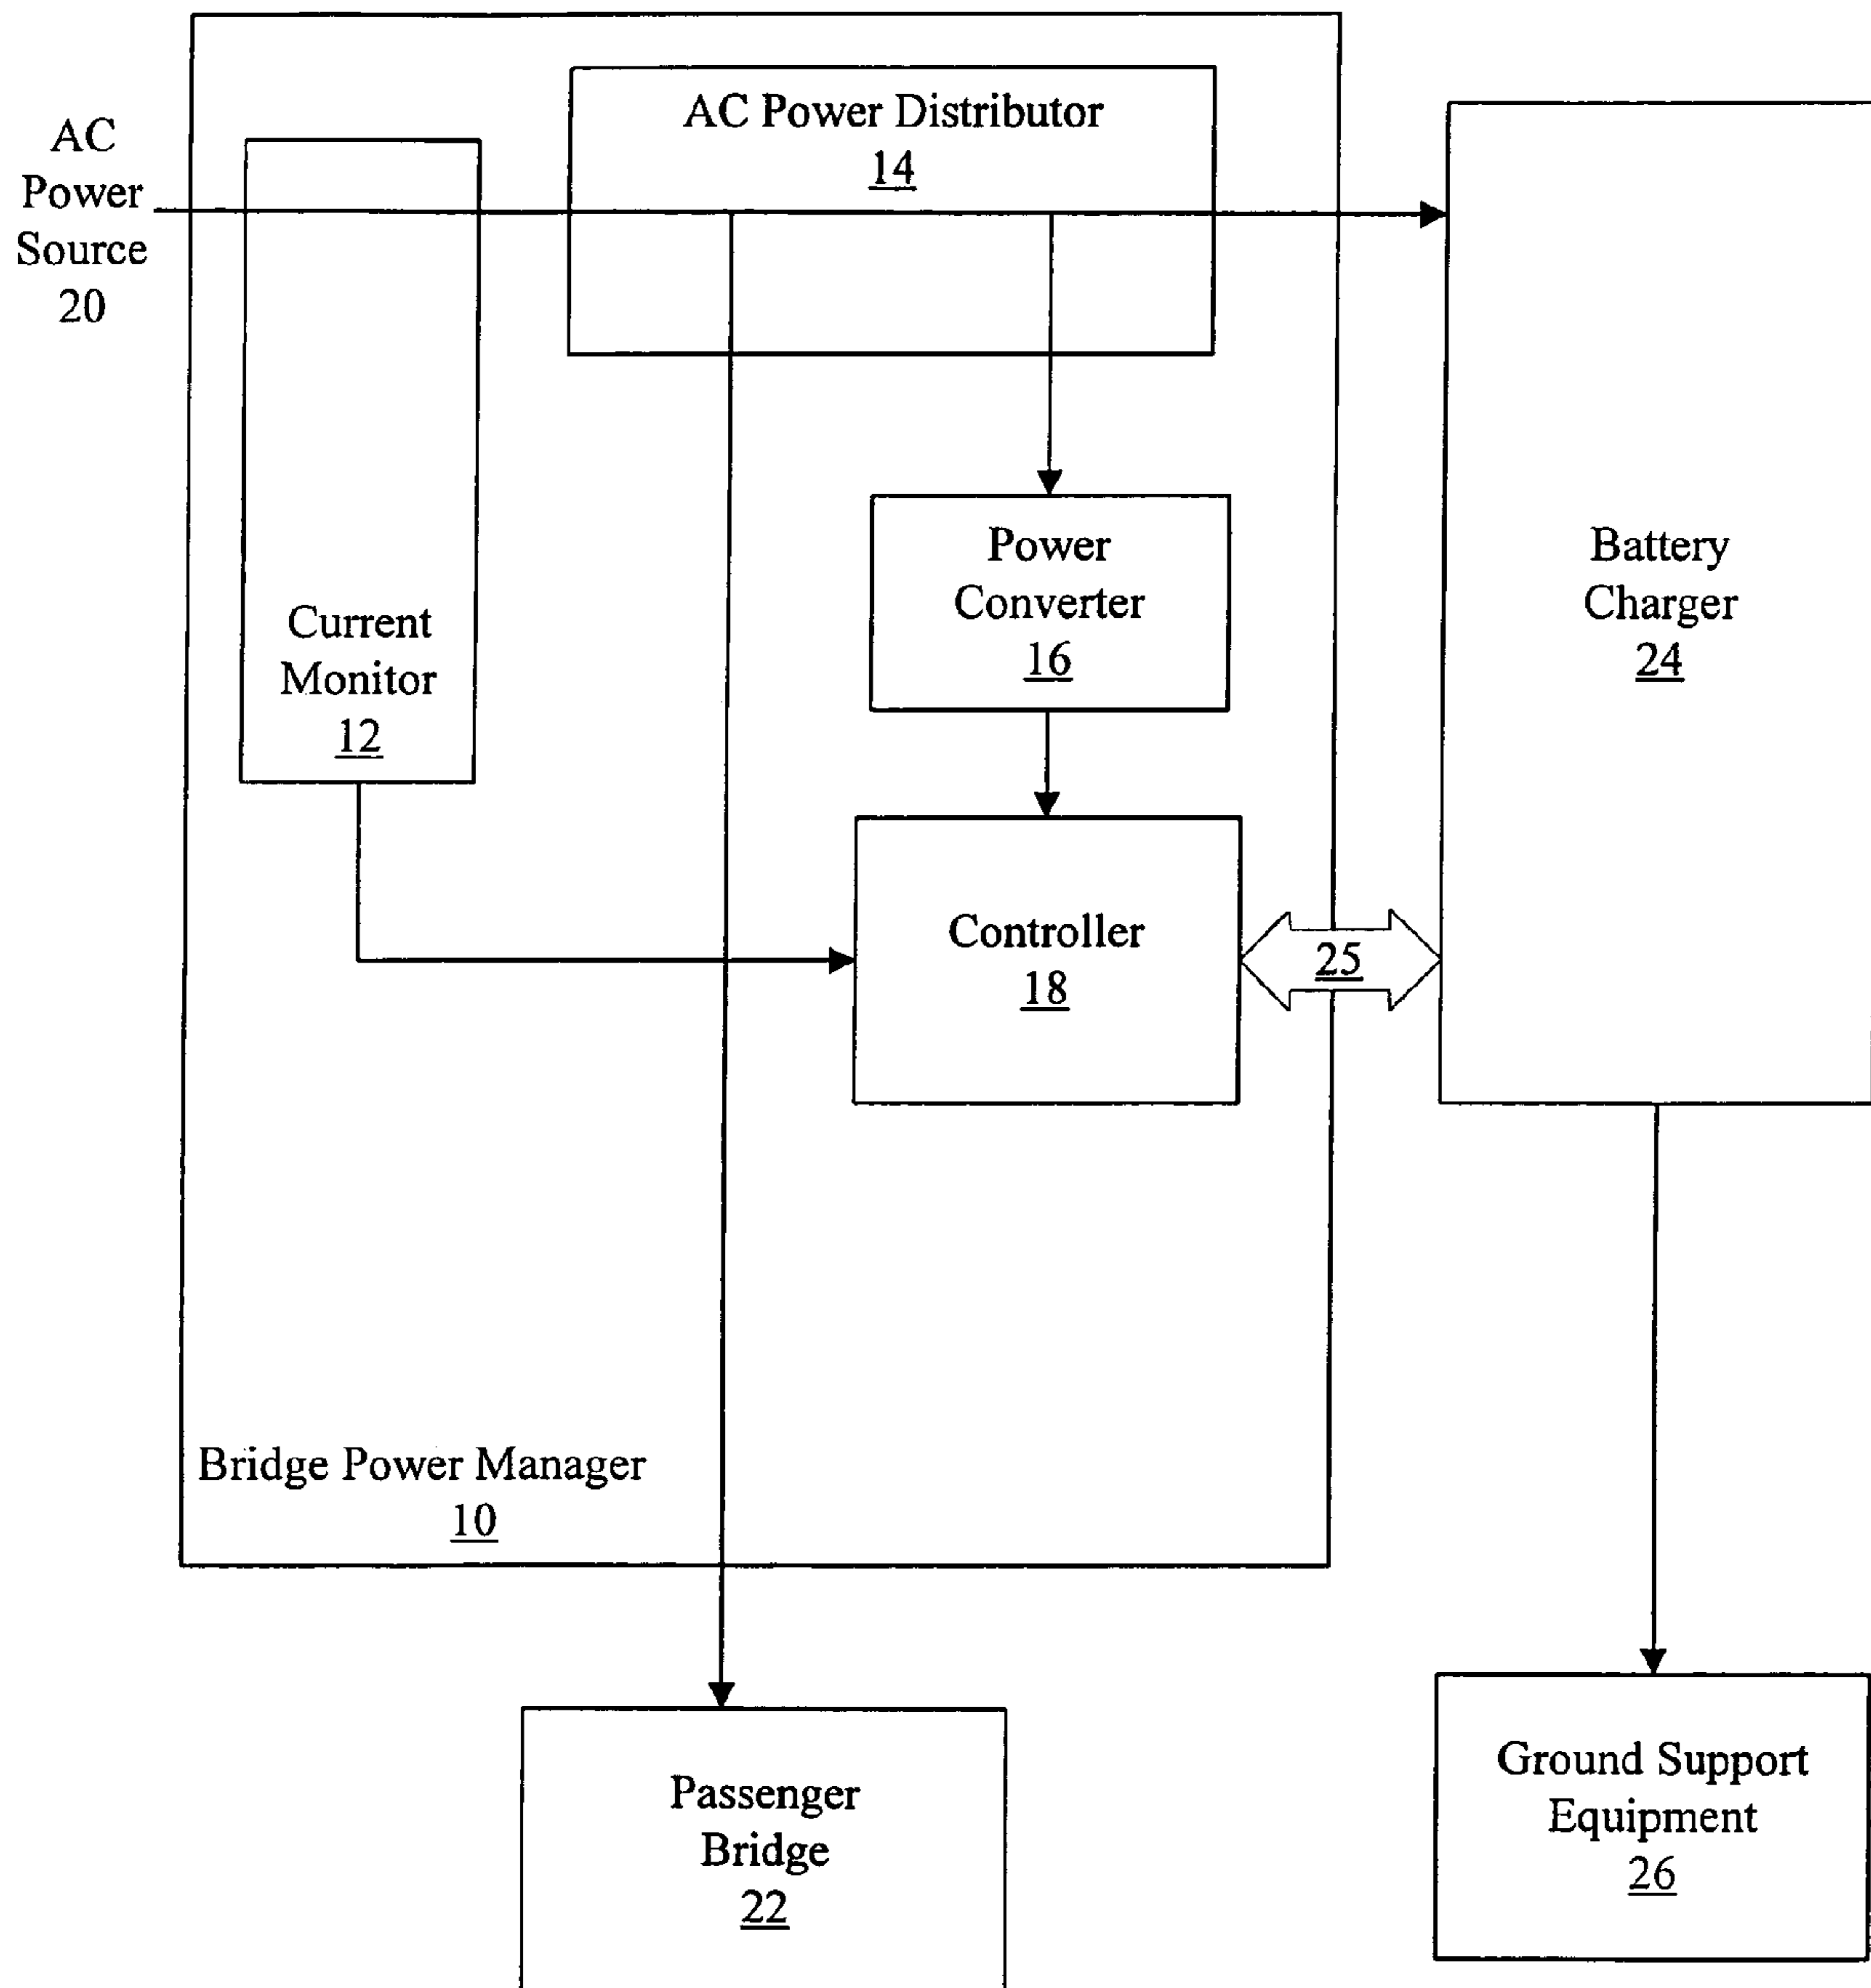 AC Power Distributor
14
AC
Power
Source
20
Power
Converter
16
Battery
Charger
24
Current
Monitor
12
Controller
18
25
Bridge Power Manager
10
Passenger
Bridge
22
Ground Support
Equipment
26